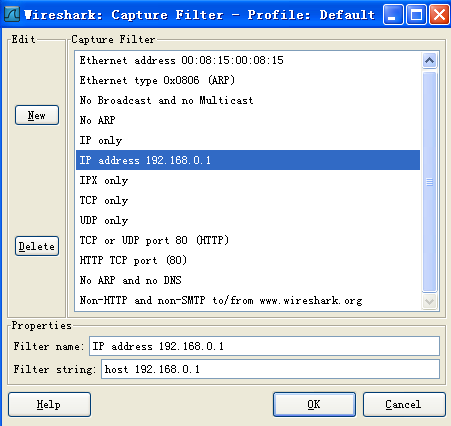 Wireshark: Capture Filter - Profile: Default
Edit
Capture Filter
Ethernet address 00:08:15:00:08:15
Ethernet type 0x0806 (ARP)
No Broadcast and no Multicast
New
No ARP
IP only
IP address 192.168.0.1
IPX only
TCP only
UDP only
TCP or UDP port 80 (HTTP)
Delete
HTTP TCP port (80)
No ARP and no DNS
Non-HTTP and non-SMTP to/from www.wireshark.org
Properties
Filter name: IP address 192.168.0.1
Filter string: host 192.168.0.1
Help OK Cancel